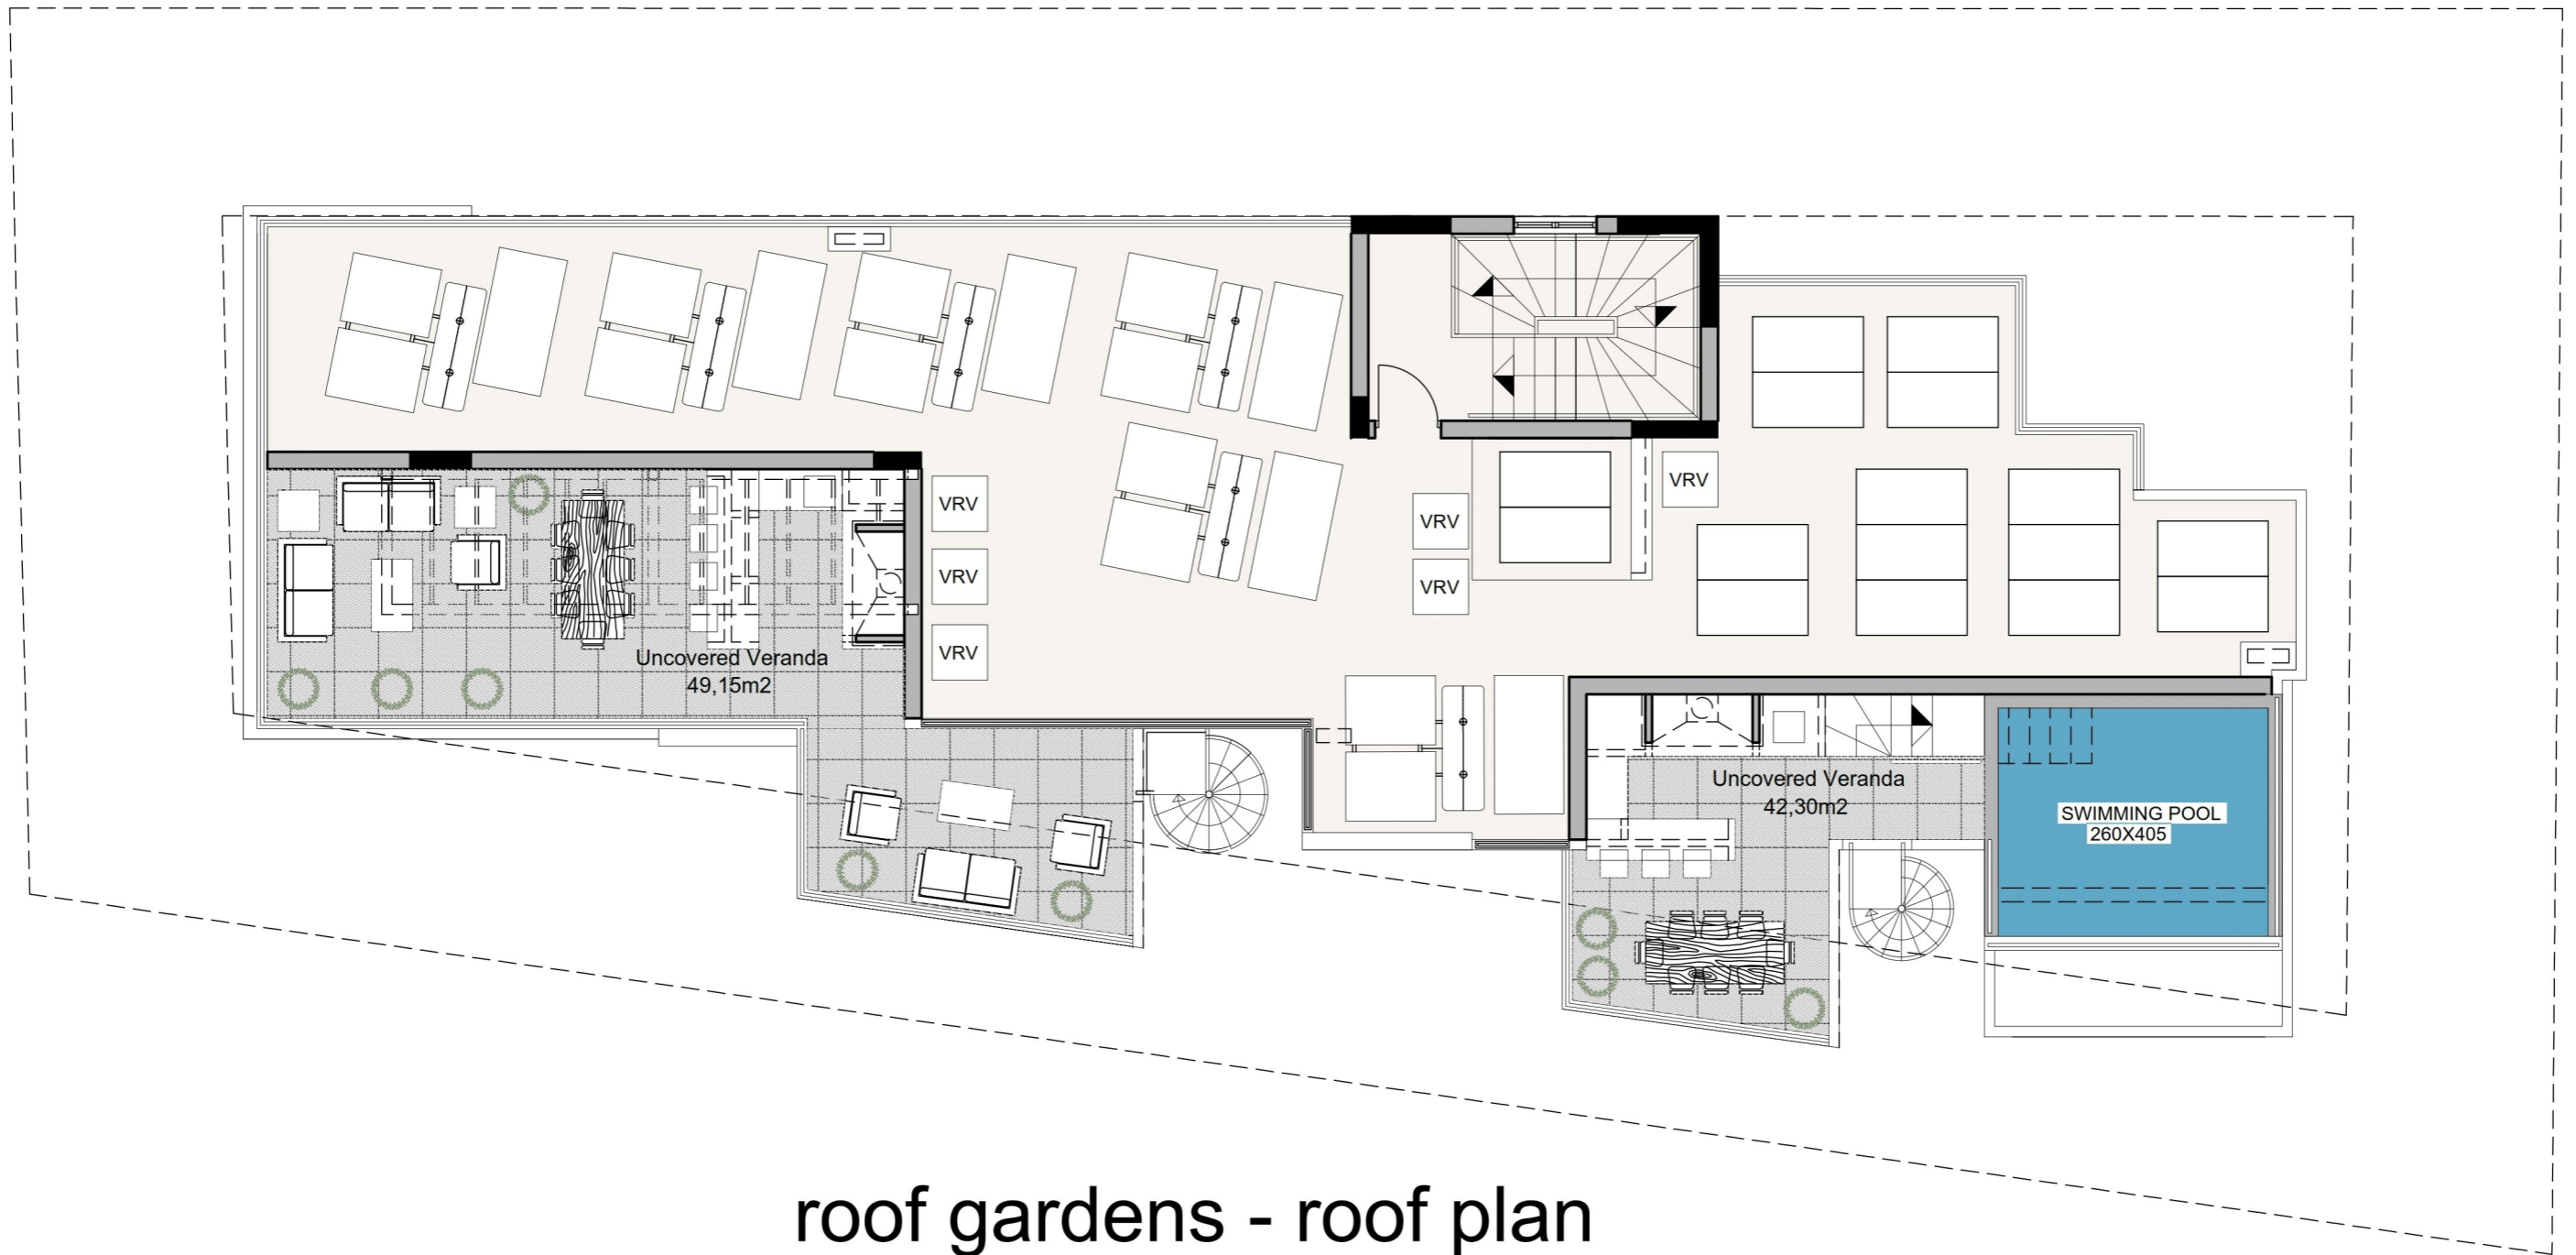 VRV
VRV
VRV
VRV
VRV
VRV
Uncovered Veranda
49,15m2
Uncovered Veranda
42,30m2
SWIMMING POOL
260X405
roof gardens - roof plan